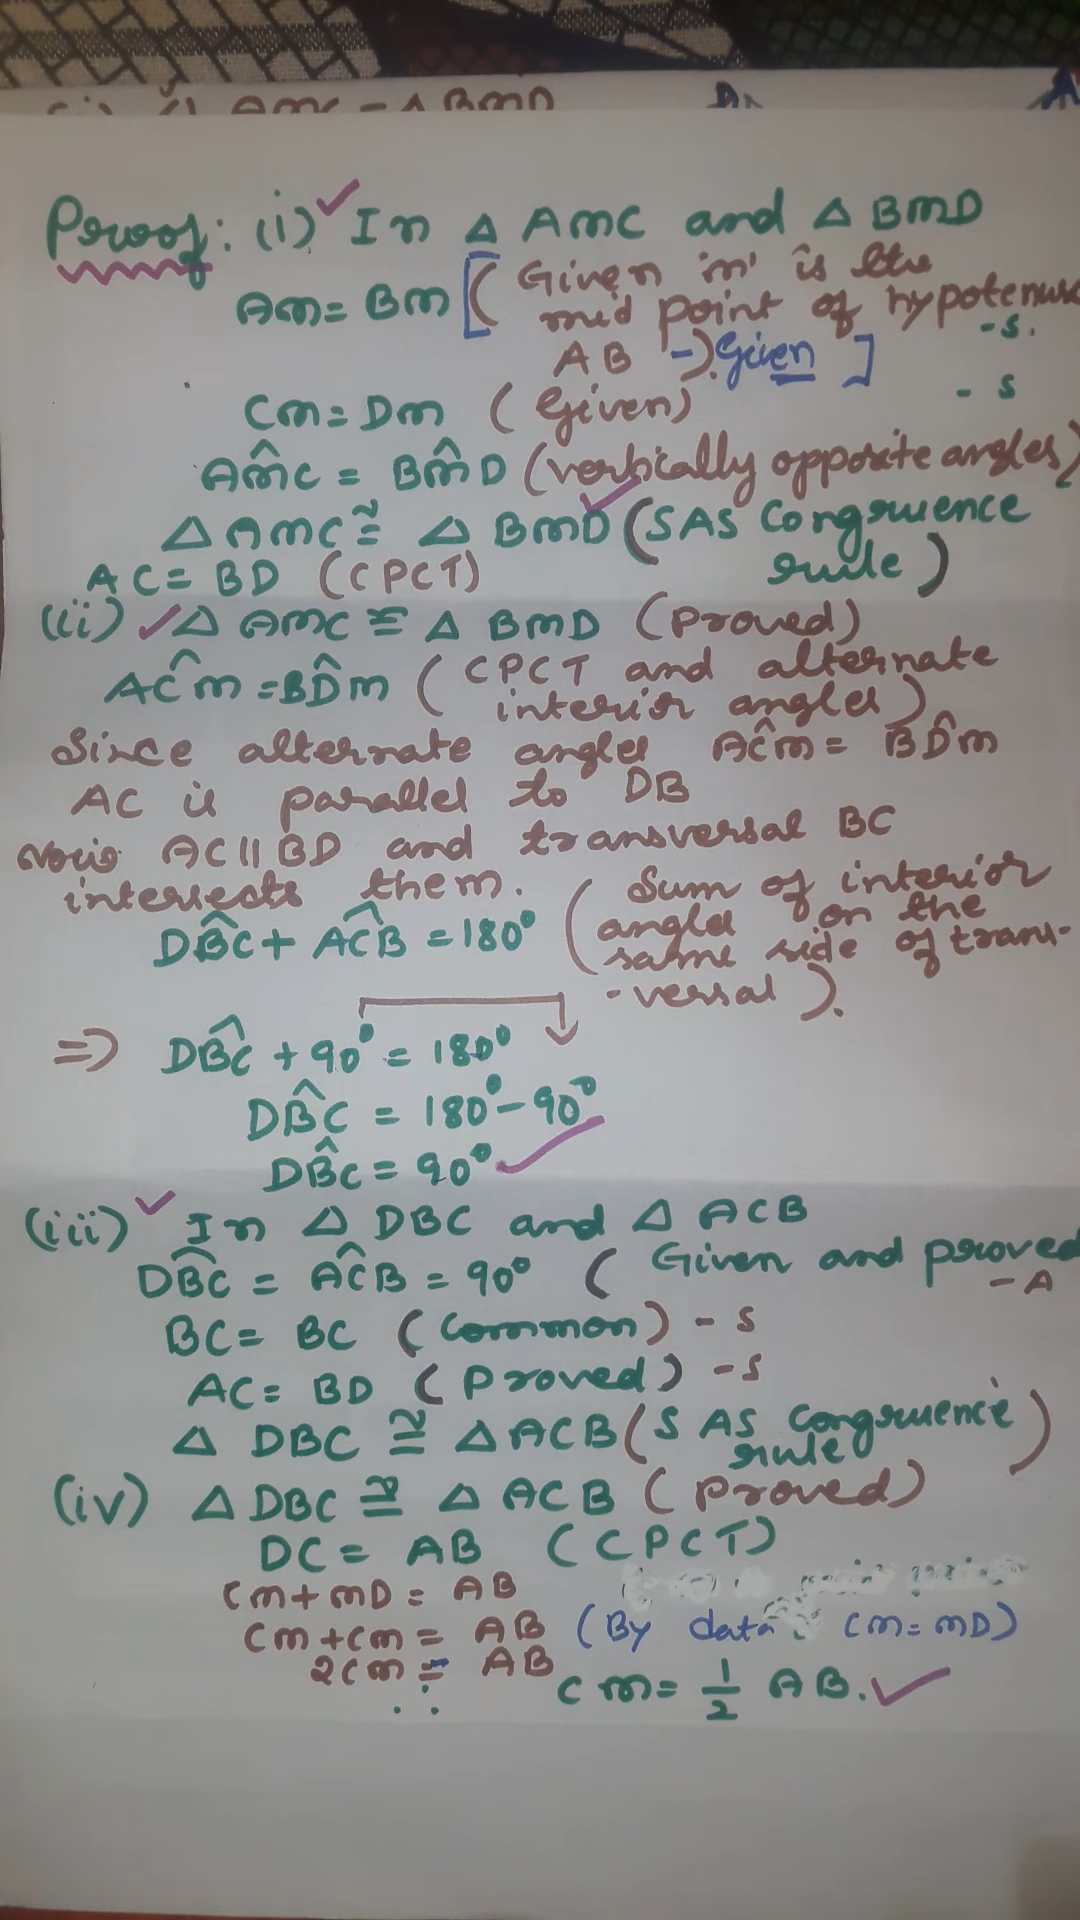 △ AMC - △ BMD
Proof: (i) In △ AMC and △ BMD
AM = BM [( Given 'm' is the
mid point of hypotenuse
AB -). Given ] - S.
CM = DM (Given) - S
AM̂C = BM̂D (vertically opposite angles)
△ AMC ≅ △ BMD (SAS Congruence
rule)
AC = BD (CPCT)
(ii) △ AMC ≅ △ BMD (Proved)
AĈM = BD̂M ( CPCT and alternate
interior angles)
Since alternate angles AĈM = BD̂M
AC is parallel to DB
AC || BD and transversal BC
intersects them.
DB̂C + AĈB = 180° ( Sum of interior
angles on the
same side of trans-
-versal ).
=> DB̂C + 90° = 180°
DB̂C = 180° - 90°
DB̂C = 90°
(iii) In △ DBC and △ ACB
DB̂C = AĈB = 90° ( Given and proved
- A
BC = BC (Common) - S
AC = BD (Proved) - S
△ DBC ≅ △ ACB (SAS Congruence
rule)
(iv) △ DBC ≅ △ ACB (Proved)
DC = AB (CPCT)
CM + MD = AB
CM + CM = AB (By data : CM = MD)
2CM = AB
∴ CM = 1/2 AB.